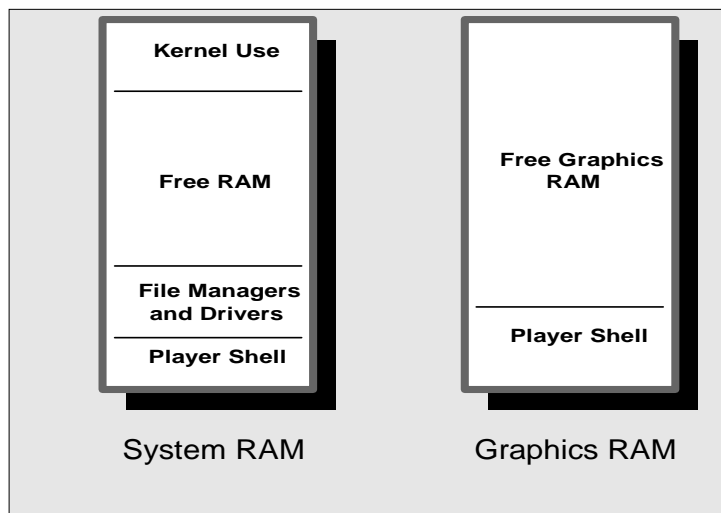 Kernel Use
Free RAM
File Managers
and Drivers
Player Shell
System RAM
Free Graphics
RAM
Player Shell
Graphics RAM